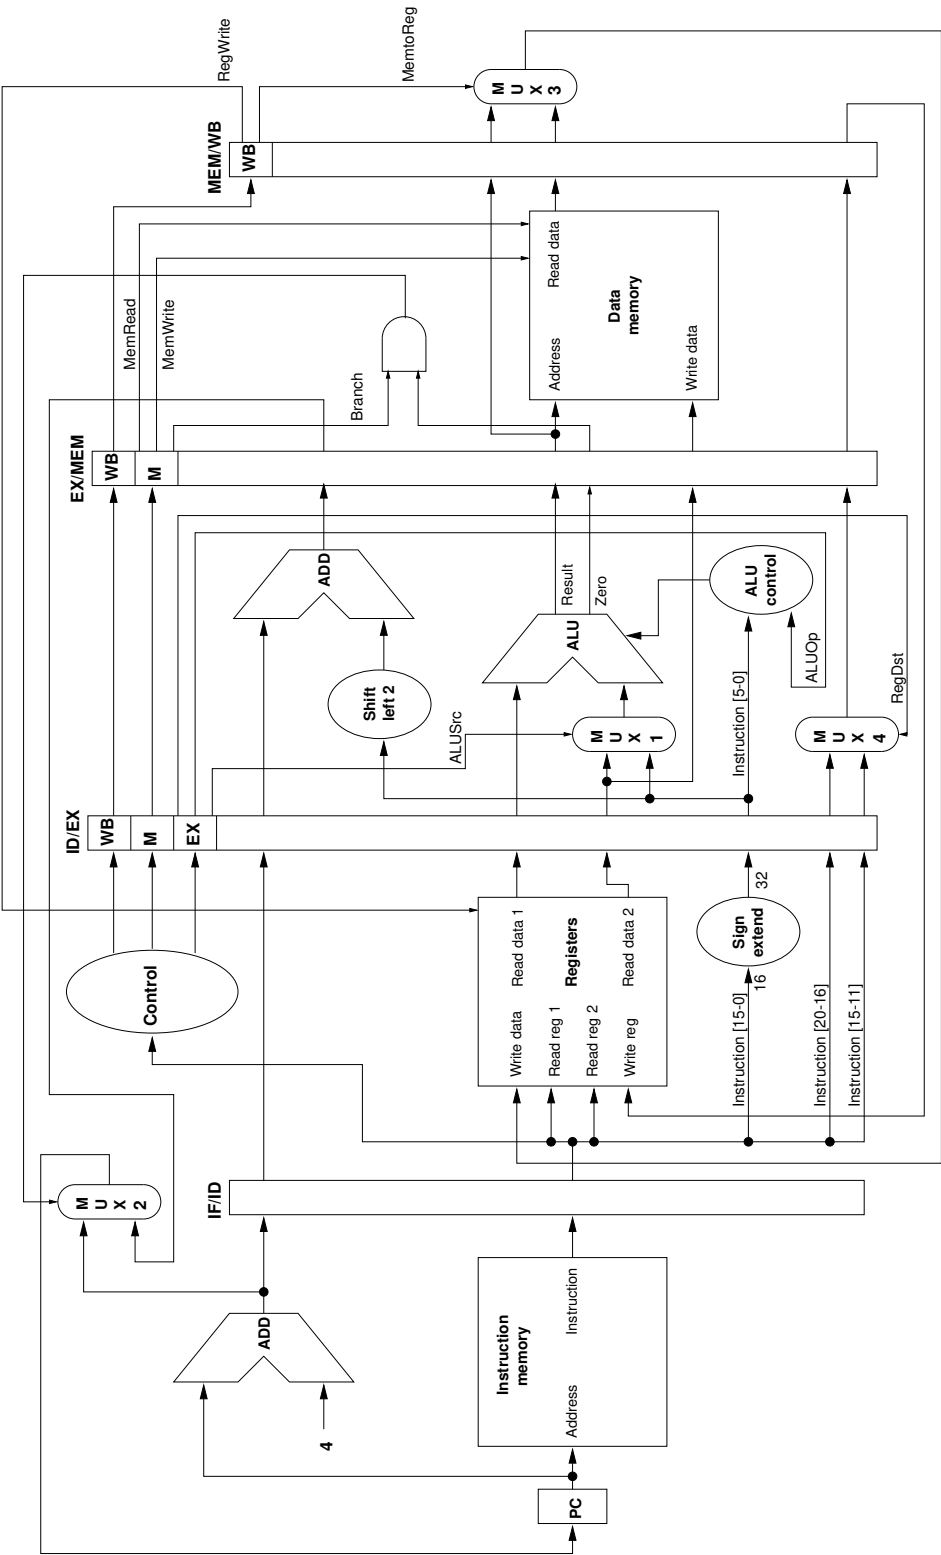 RegWrite
MemtoReg
M
U
X
3
MEM/WB
WB
MemRead
MemWrite
Branch
Address
Read data
Data
memory
Write data
EX/MEM
WB
M
ADD
Shift
left 2
ALUSrc
ALU
Result
Zero
M
U
X
1
ALU
control
ALUOp
Instruction [5-0]
M
U
X
4
RegDst
ID/EX
WB
M
EX
Control
Write data
Read data 1
Read reg 1
Registers
Read reg 2
Write reg
Read data 2
Sign
extend
16
32
Instruction [15-0]
Instruction [20-16]
Instruction [15-11]
IF/ID
M
U
X
2
ADD
4
Instruction
memory
Address
Instruction
PC